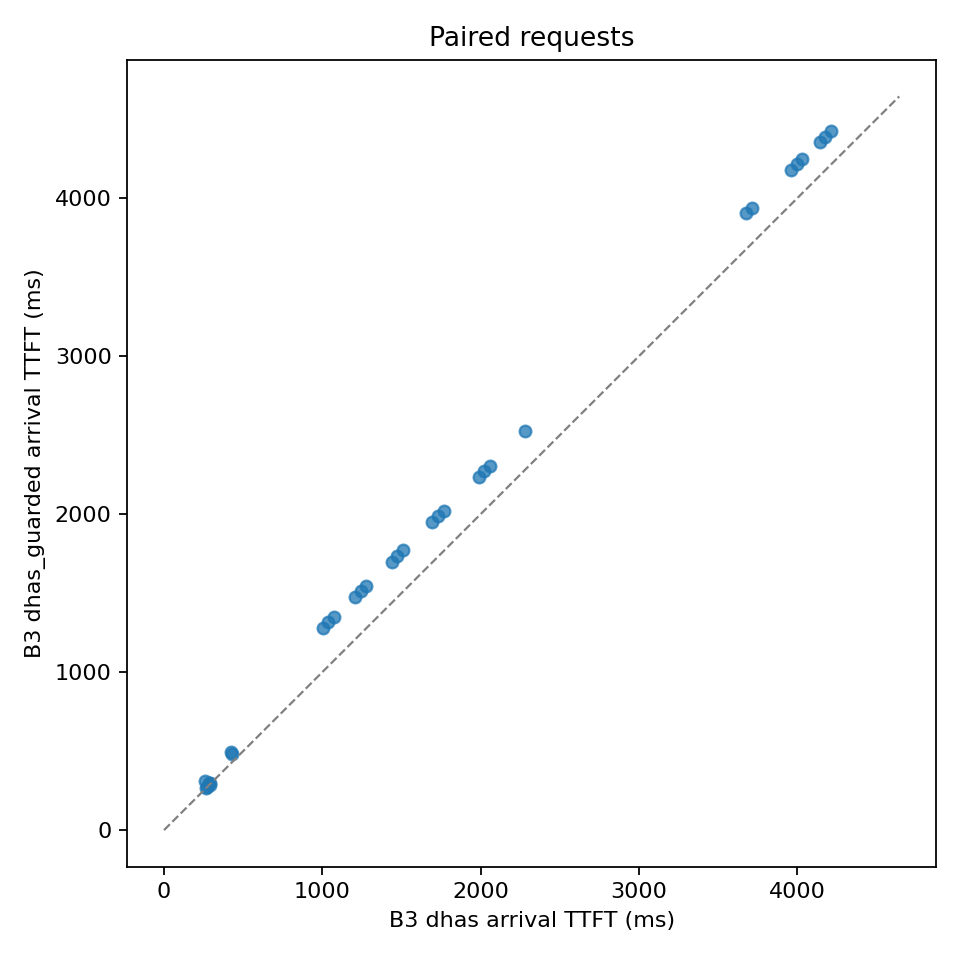 Paired requests
B3 dhas_guarded arrival TTFT (ms)
4000
3000
2000
1000
0
0 1000 2000 3000 4000
B3 dhas arrival TTFT (ms)